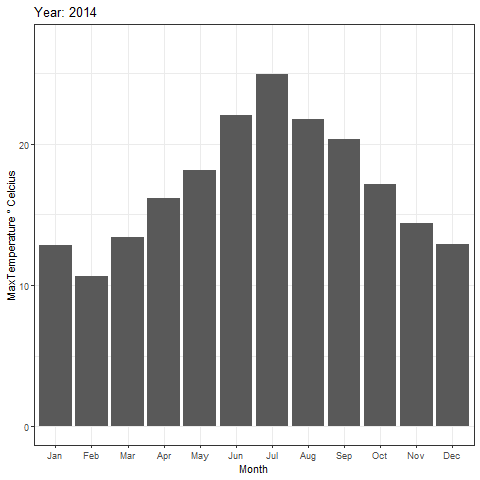 Year: 2014
MaxTemperature " Celcius
20
10
0
Jan Feb Mar Apr May Jun Jul Aug Sep Oct Nov Dec
Month